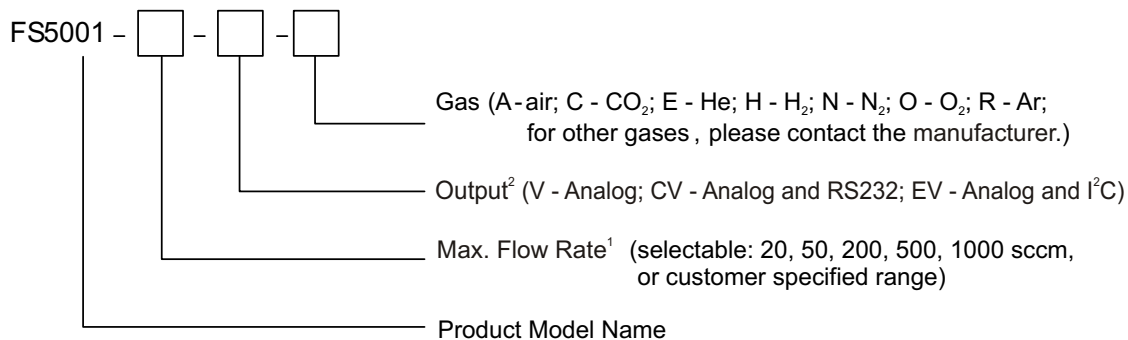 FS5001 – □ – □ – □
Gas (A - air; C - CO₂; E - He; H - H₂; N - N₂; O - O₂; R - Ar;
for other gases , please contact the manufacturer.)
Output² (V - Analog; CV - Analog and RS232; EV - Analog and I²C)
Max. Flow Rate¹ (selectable: 20, 50, 200, 500, 1000 sccm,
or customer specified range)
Product Model Name